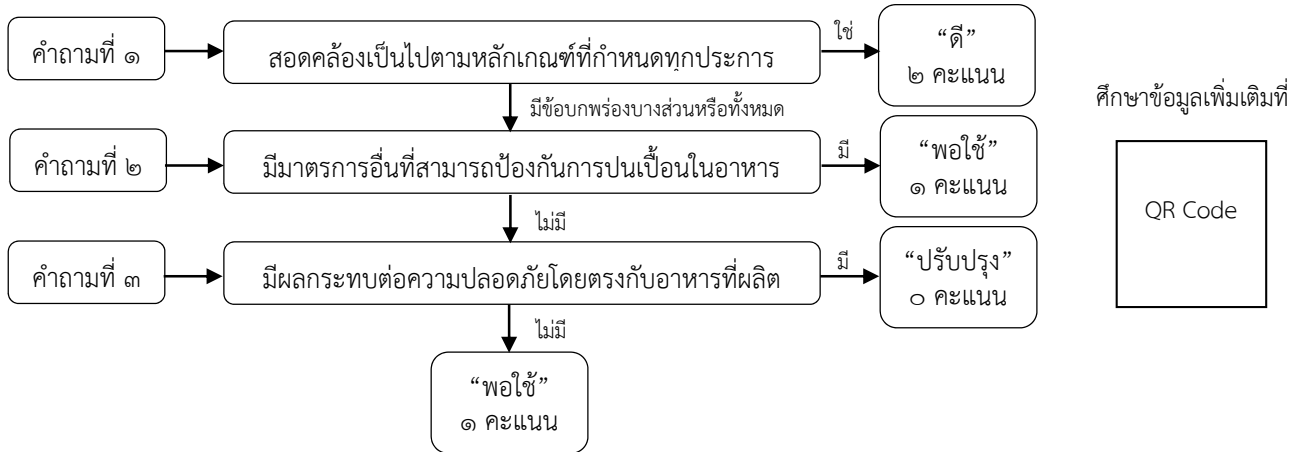 คำถามที่ ๑
สอดคล้องเป็นไปตามหลักเกณฑ์ที่กำหนดทุกประการ
ใช่
“ดี”
๒ คะแนน
มีข้อบกพร่องบางส่วนหรือทั้งหมด
ศึกษาข้อมูลเพิ่มเติมที่
คำถามที่ ๒
มีมาตรการอื่นที่สามารถป้องกันการปนเปื้อนในอาหาร
มี
“พอใช้”
๑ คะแนน
QR Code
ไม่มี
คำถามที่ ๓
มีผลกระทบต่อความปลอดภัยโดยตรงกับอาหารที่ผลิต
มี
“ปรับปรุง”
๐ คะแนน
ไม่มี
“พอใช้”
๑ คะแนน